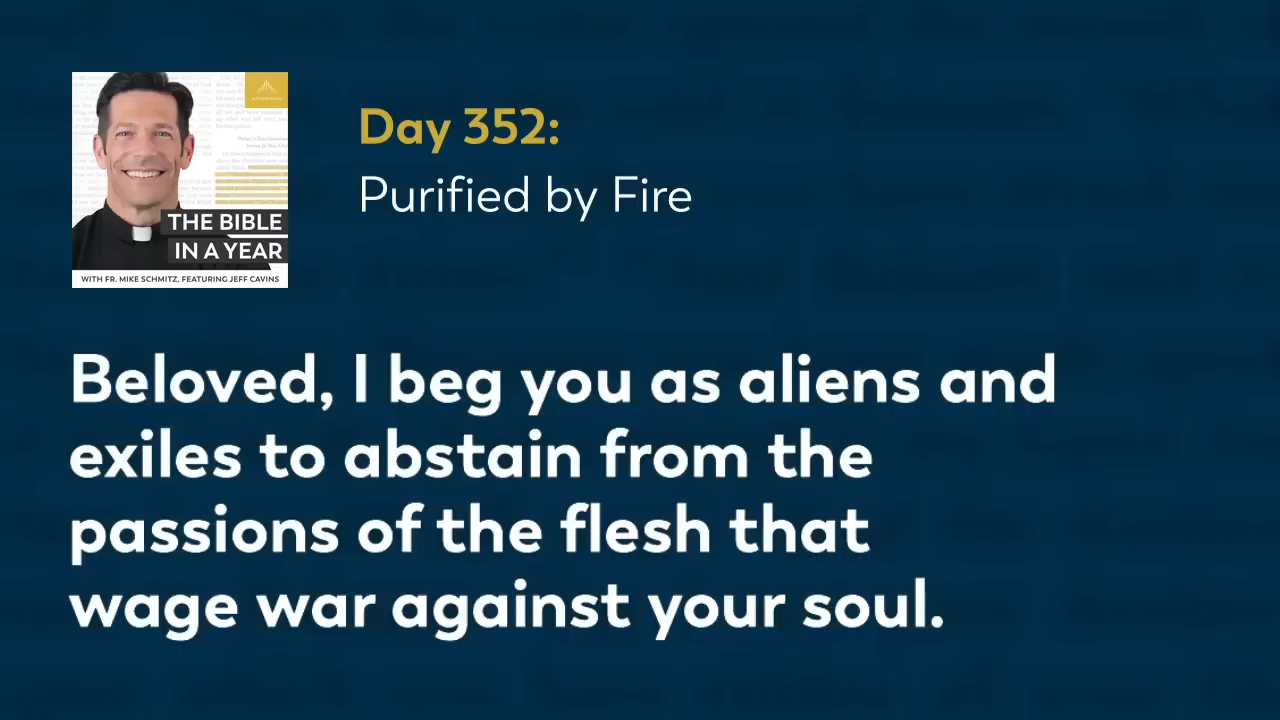 Day 352:
Purified by Fire
THE BIBLE
IN A YEAR
WITH FR. MIKE SCHMITZ, FEATURING JEFF CAVINS
Beloved, I beg you as aliens and
exiles to abstain from the
passions of the flesh that
wage war against your soul.